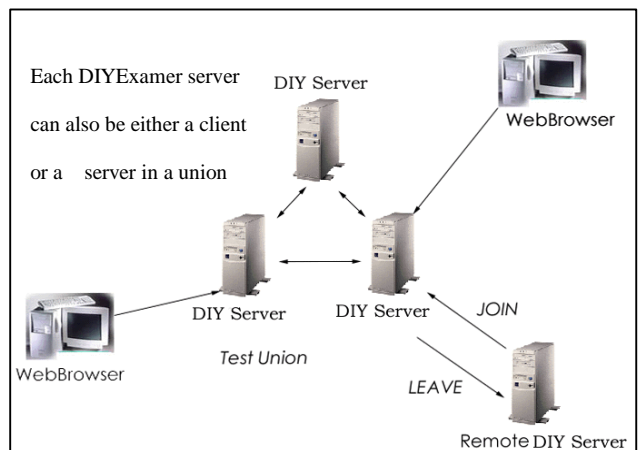 Each DIYExamer server
can also be either a client
or a server in a union
DIY Server
WebBrowser
DIY Server
DIY Server
JOIN
WebBrowser
Test Union
LEAVE
Remote DIY Server